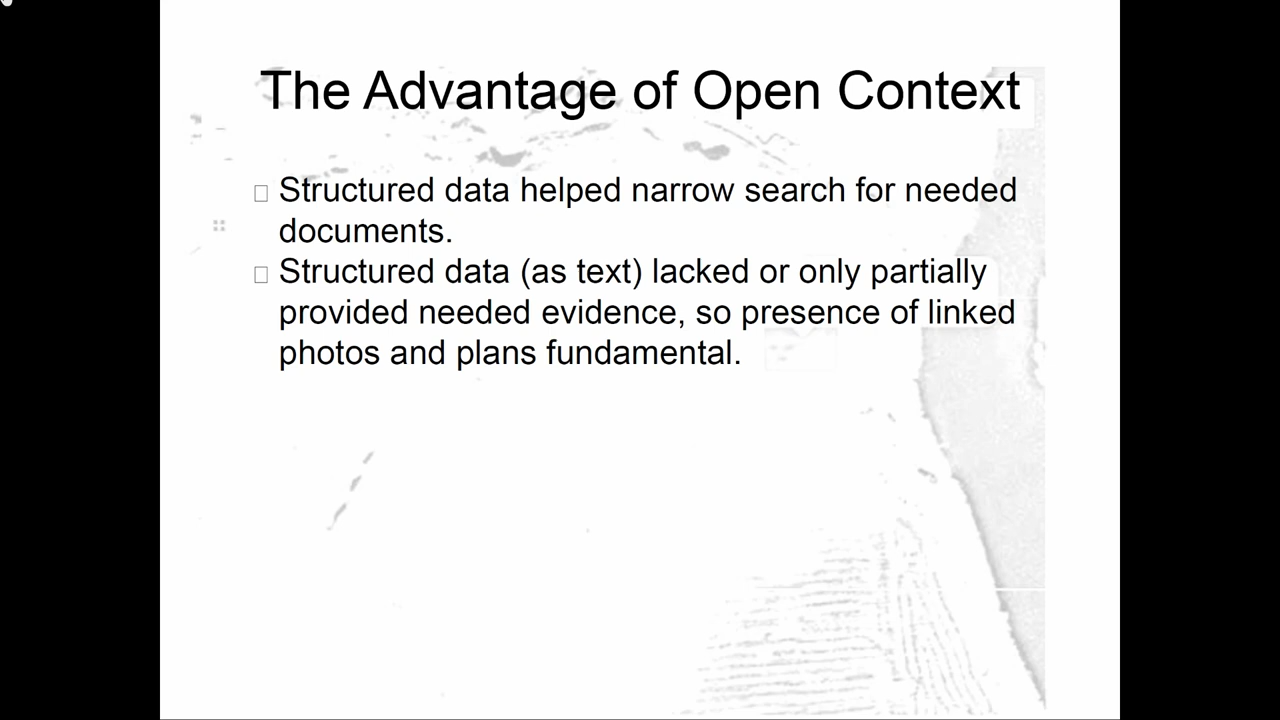 The Advantage of Open Context
Structured data helped narrow search for needed
documents.
Structured data (as text) lacked or only partially
provided needed evidence, so presence of linked
photos and plans fundamental.